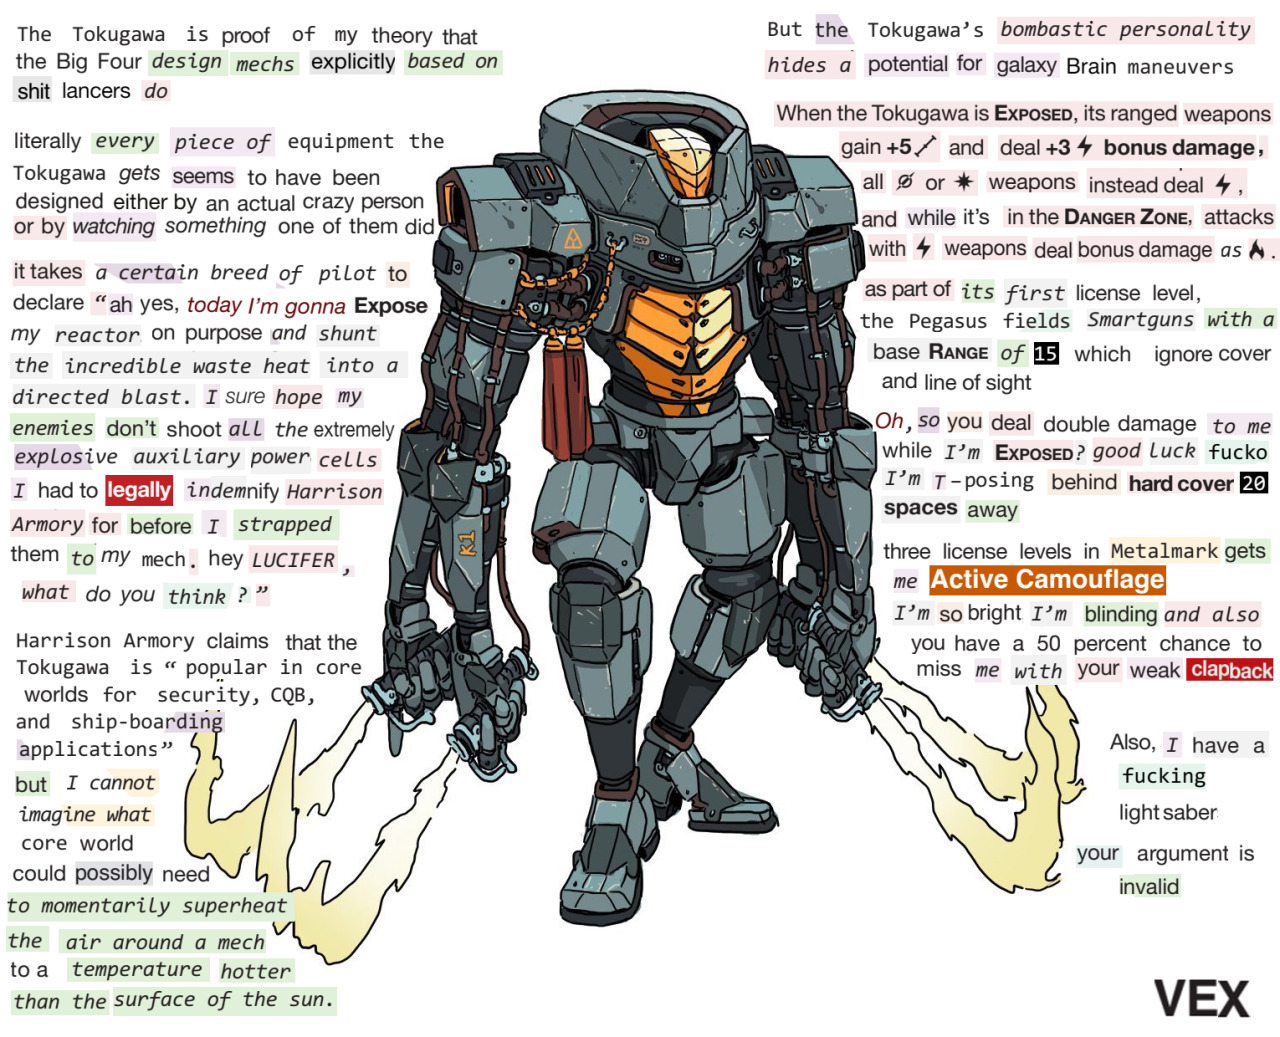 The Tokugawa is proof of my theory that
the Big Four design mechs explicitly based on
shit lancers do
literally every piece of equipment the
Tokugawa gets seems to have been
designed either by an actual crazy person
or by watching something one of them did
it takes a certain breed of pilot to
declare “ah yes, today I’m gonna Expose
my reactor on purpose and shunt
the incredible waste heat into a
directed blast. I sure hope my
enemies don’t shoot all the extremely
explosive auxiliary power cells
I had to legally indemnify Harrison
Armory for before I strapped
them to my mech. hey LUCIFER,
what do you think?”
Harrison Armory claims that the
Tokugawa is “popular in core
worlds for security, CQB,
and ship-boarding
applications”
but I cannot
imagine what
core world
could possibly need
to momentarily superheat
the air around a mech
to a temperature hotter
than the surface of the sun.
But the Tokugawa’s bombastic personality
hides a potential for galaxy Brain maneuvers
When the Tokugawa is EXPOSED, its ranged weapons
gain +5 and deal +3 bonus damage,
all or weapons instead deal ,
and while it’s in the DANGER ZONE, attacks
with weapons deal bonus damage as .
as part of its first license level,
the Pegasus fields Smartguns with a
base RANGE of 15 which ignore cover
and line of sight
Oh, so you deal double damage to me
while I’m EXPOSED? good luck fucko
I’m T-posing behind hard cover 20
spaces away
three license levels in Metalmark gets
me Active Camouflage
I’m so bright I’m blinding and also
you have a 50 percent chance to
miss me with your weak clapback
Also, I have a
fucking
light saber
your argument is
invalid
K1
VEX